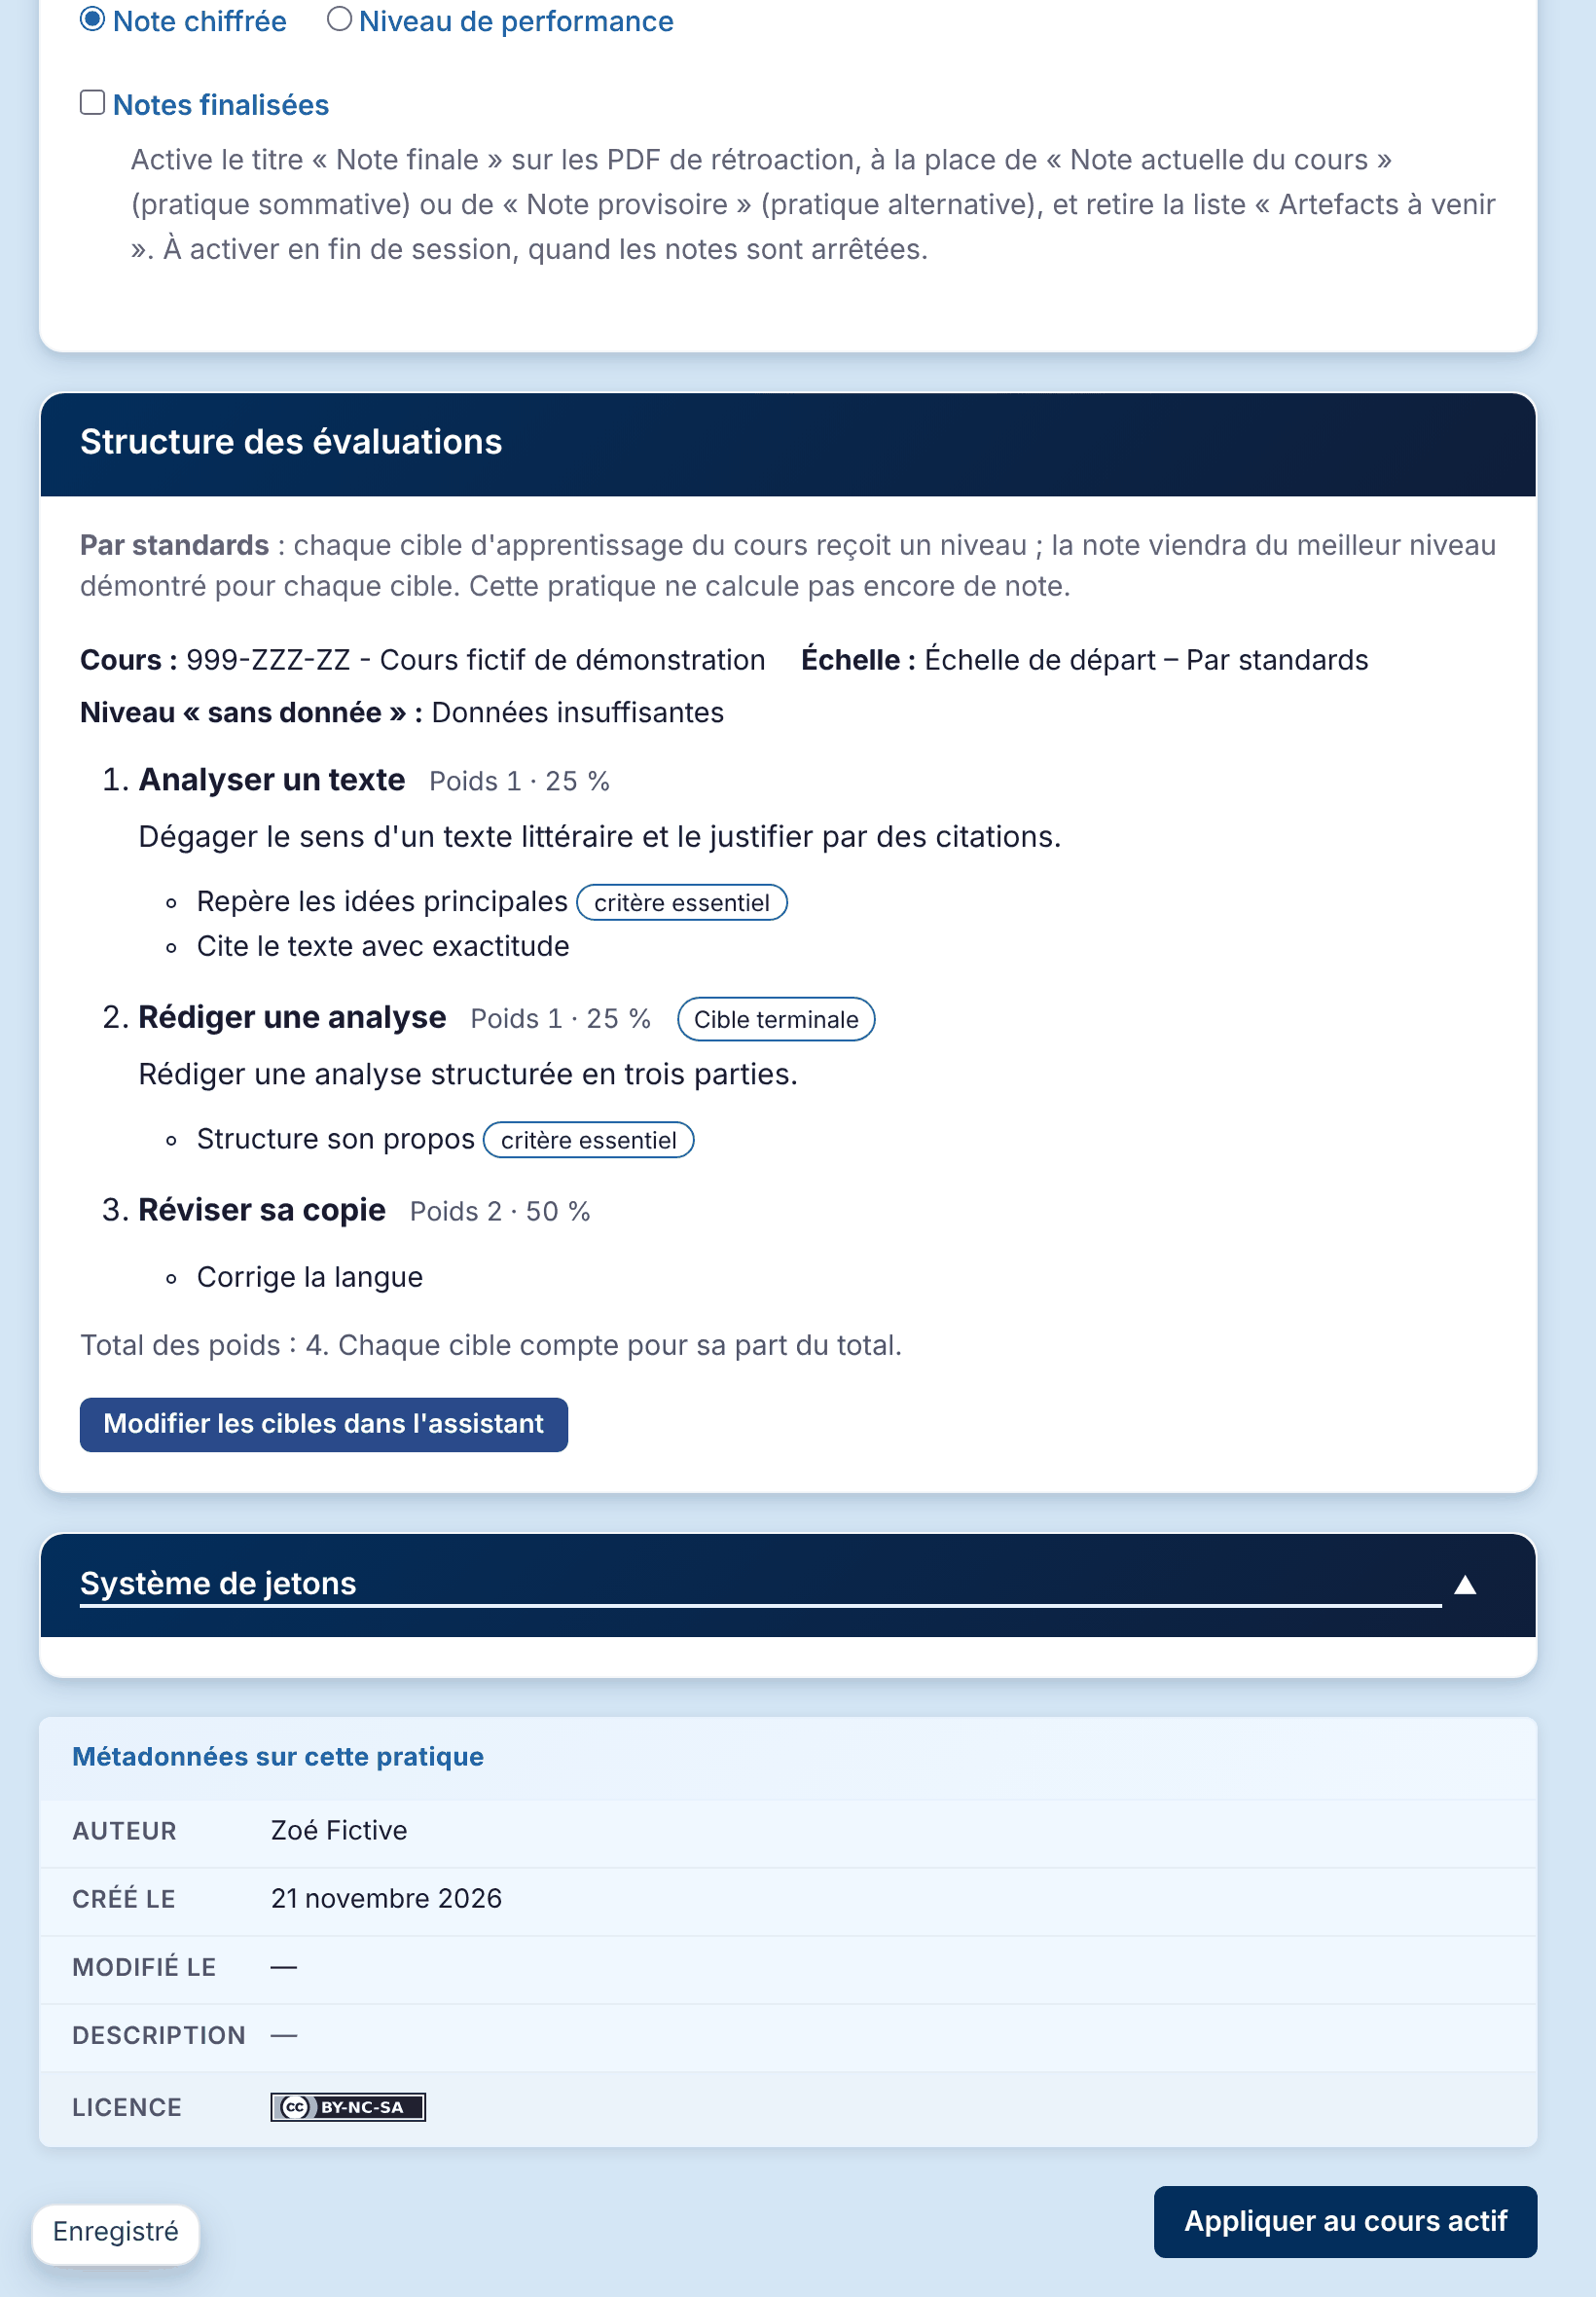 Note chiffrée Niveau de performance
Notes finalisées
Active le titre « Note finale » sur les PDF de rétroaction, à la place de « Note actuelle du cours »
(pratique sommative) ou de « Note provisoire » (pratique alternative), et retire la liste « Artefacts à venir
». À activer en fin de session, quand les notes sont arrêtées.
Structure des évaluations
Par standards : chaque cible d'apprentissage du cours reçoit un niveau ; la note viendra du meilleur niveau
démontré pour chaque cible. Cette pratique ne calcule pas encore de note.
Cours : 999-ZZZ-ZZ - Cours fictif de démonstration Échelle : Échelle de départ – Par standards
Niveau « sans donnée » : Données insuffisantes
1. Analyser un texte Poids 1 · 25 %
Dégager le sens d'un texte littéraire et le justifier par des citations.
Repère les idées principales critère essentiel
Cite le texte avec exactitude
2. Rédiger une analyse Poids 1 · 25 % Cible terminale
Rédiger une analyse structurée en trois parties.
Structure son propos critère essentiel
3. Réviser sa copie Poids 2 · 50 %
Corrige la langue
Total des poids : 4. Chaque cible compte pour sa part du total.
Modifier les cibles dans l'assistant
Système de jetons ▲
Métadonnées sur cette pratique
AUTEUR Zoé Fictive
CRÉÉ LE 21 novembre 2026
MODIFIÉ LE —
DESCRIPTION —
LICENCE cc BY-NC-SA
Enregistré Appliquer au cours actif